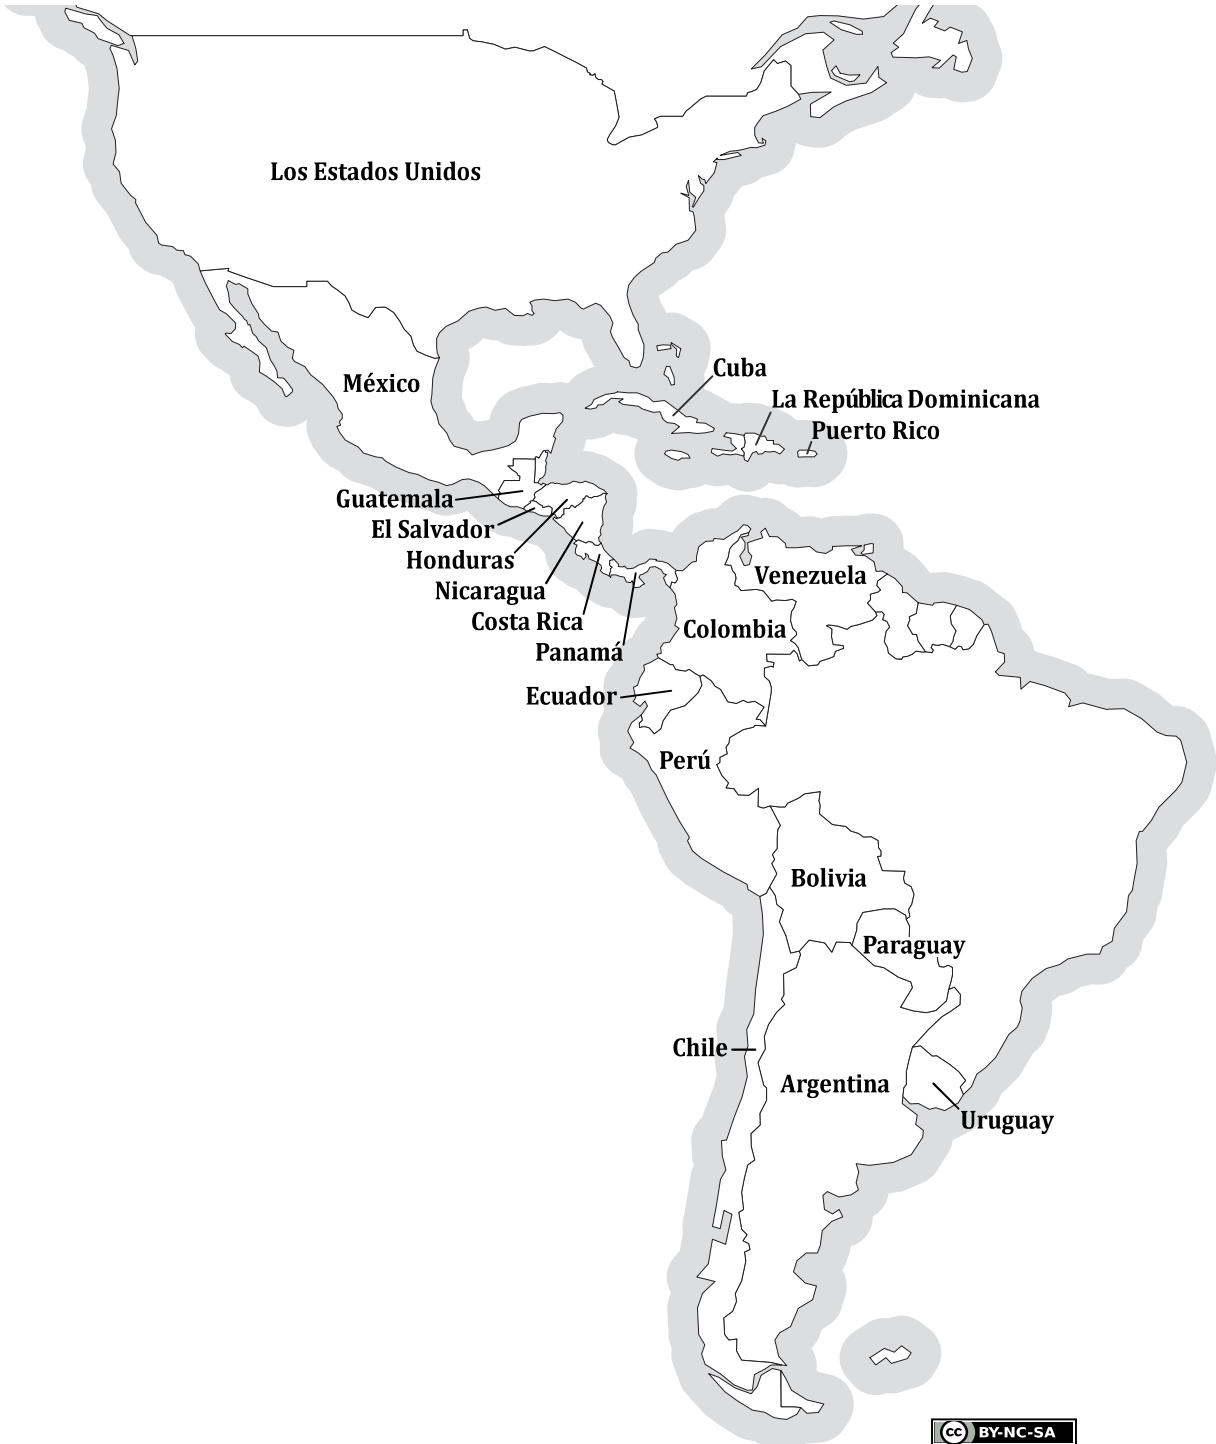 Los Estados Unidos
México
Cuba
La República Dominicana
Puerto Rico
Guatemala
El Salvador
Honduras
Nicaragua
Costa Rica
Panamá
Venezuela
Colombia
Ecuador
Perú
Bolivia
Paraguay
Chile
Argentina
Uruguay
cc BY-NC-SA